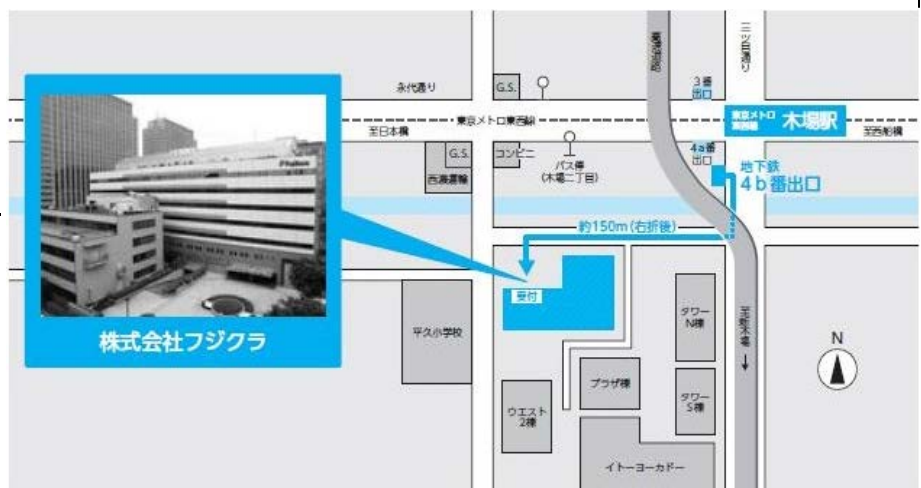 永代通り
G.S.
3番
出口
三ツ目通り
東京メトロ東西線
至日本橋
東京メトロ
東西線
木場駅
至西船橋
G.S.
コンビニ
西濃運輸
バス停
(木場二丁目)
4a番
出口
地下鉄
4b番出口
約150m(右折後)
Fujikura
受付
株式会社フジクラ
平久小学校
タワー
N棟
至新木場
N
プラザ棟
タワー
S棟
ウエスト
2棟
イトーヨーカドー